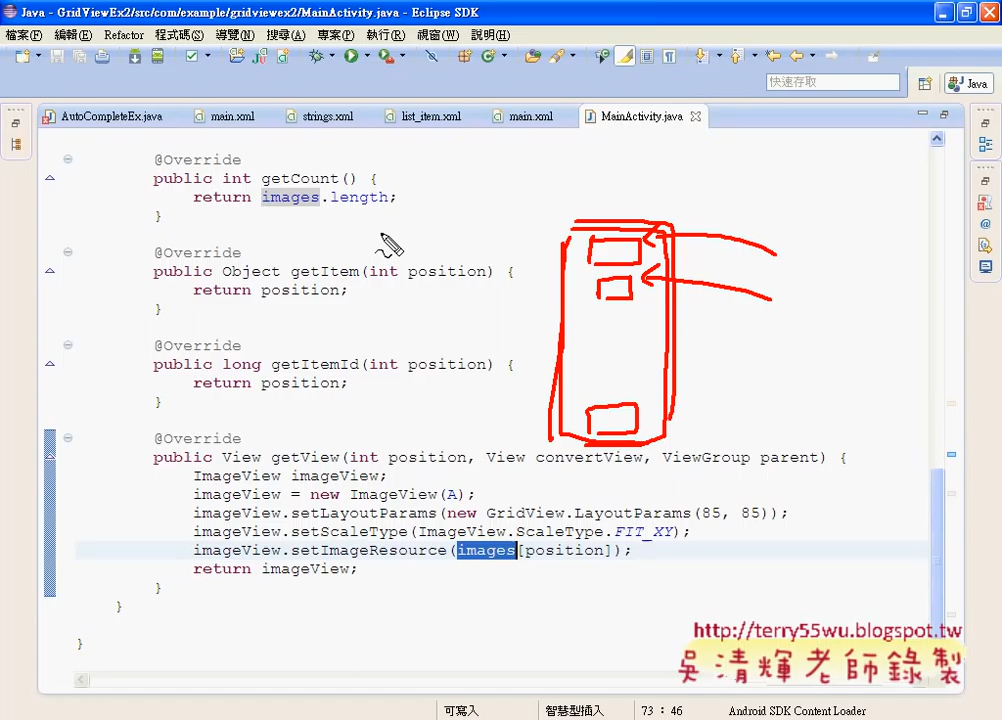 Java - GridViewEx2/src/com/example/gridviewex2/MainActivity.java - Eclipse SDK
檔案(F) 編輯(E) Refactor 程式碼(S) 導覽(N) 搜尋(A) 專案(P) 執行(R) 視窗(W) 說明(H)
快速存取
Java
AutoCompleteEx.java main.xml strings.xml list_item.xml main.xml MainActivity.java
@Override
public int getCount() {
return images.length;
}
@Override
public Object getItem(int position) {
return position;
}
@Override
public long getItemId(int position) {
return position;
}
@Override
public View getView(int position, View convertView, ViewGroup parent) {
ImageView imageView;
imageView = new ImageView(A);
imageView.setLayoutParams(new GridView.LayoutParams(85, 85));
imageView.setScaleType(ImageView.ScaleType.FIT_XY);
imageView.setImageResource(images[position]);
return imageView;
}
}
}
http://terry55wu.blogspot.tw
吳清輝老師錄製
可寫入 智慧型插入 73 : 46 Android SDK Content Loader